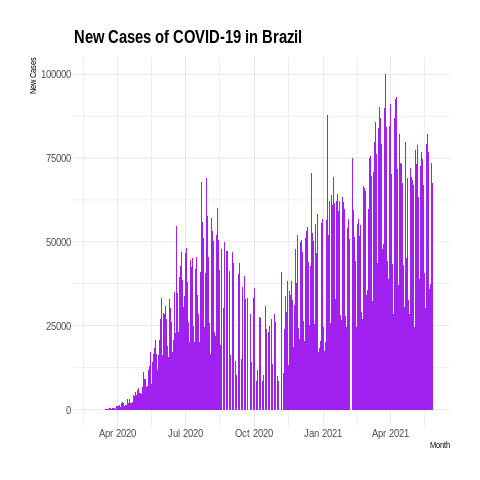 New Cases of COVID-19 in Brazil
New Cases
100000
75000
50000
25000
0
Apr 2020 Jul 2020 Oct 2020 Jan 2021 Apr 2021
Month